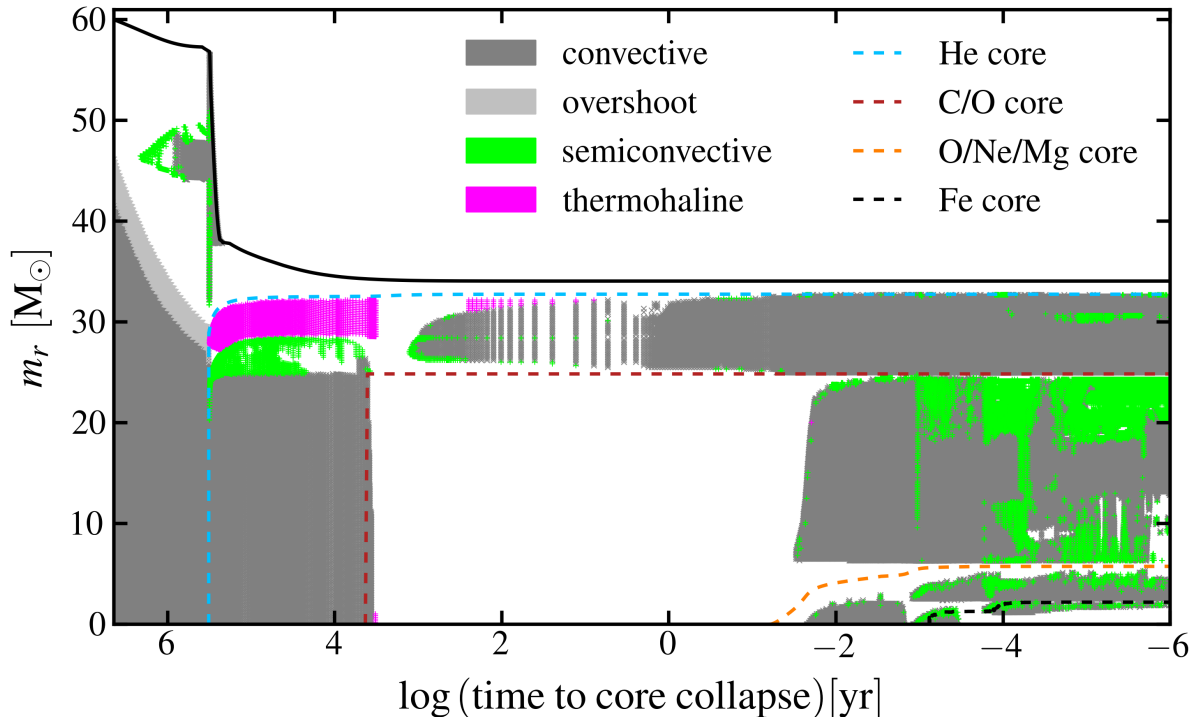 60
50
40
30
20
10
0
m_r [M_⊙]
convective
overshoot
semiconvective
thermohaline
He core
C/O core
O/Ne/Mg core
Fe core
6 4 2 0 −2 −4 −6
log (time to core collapse) [yr]